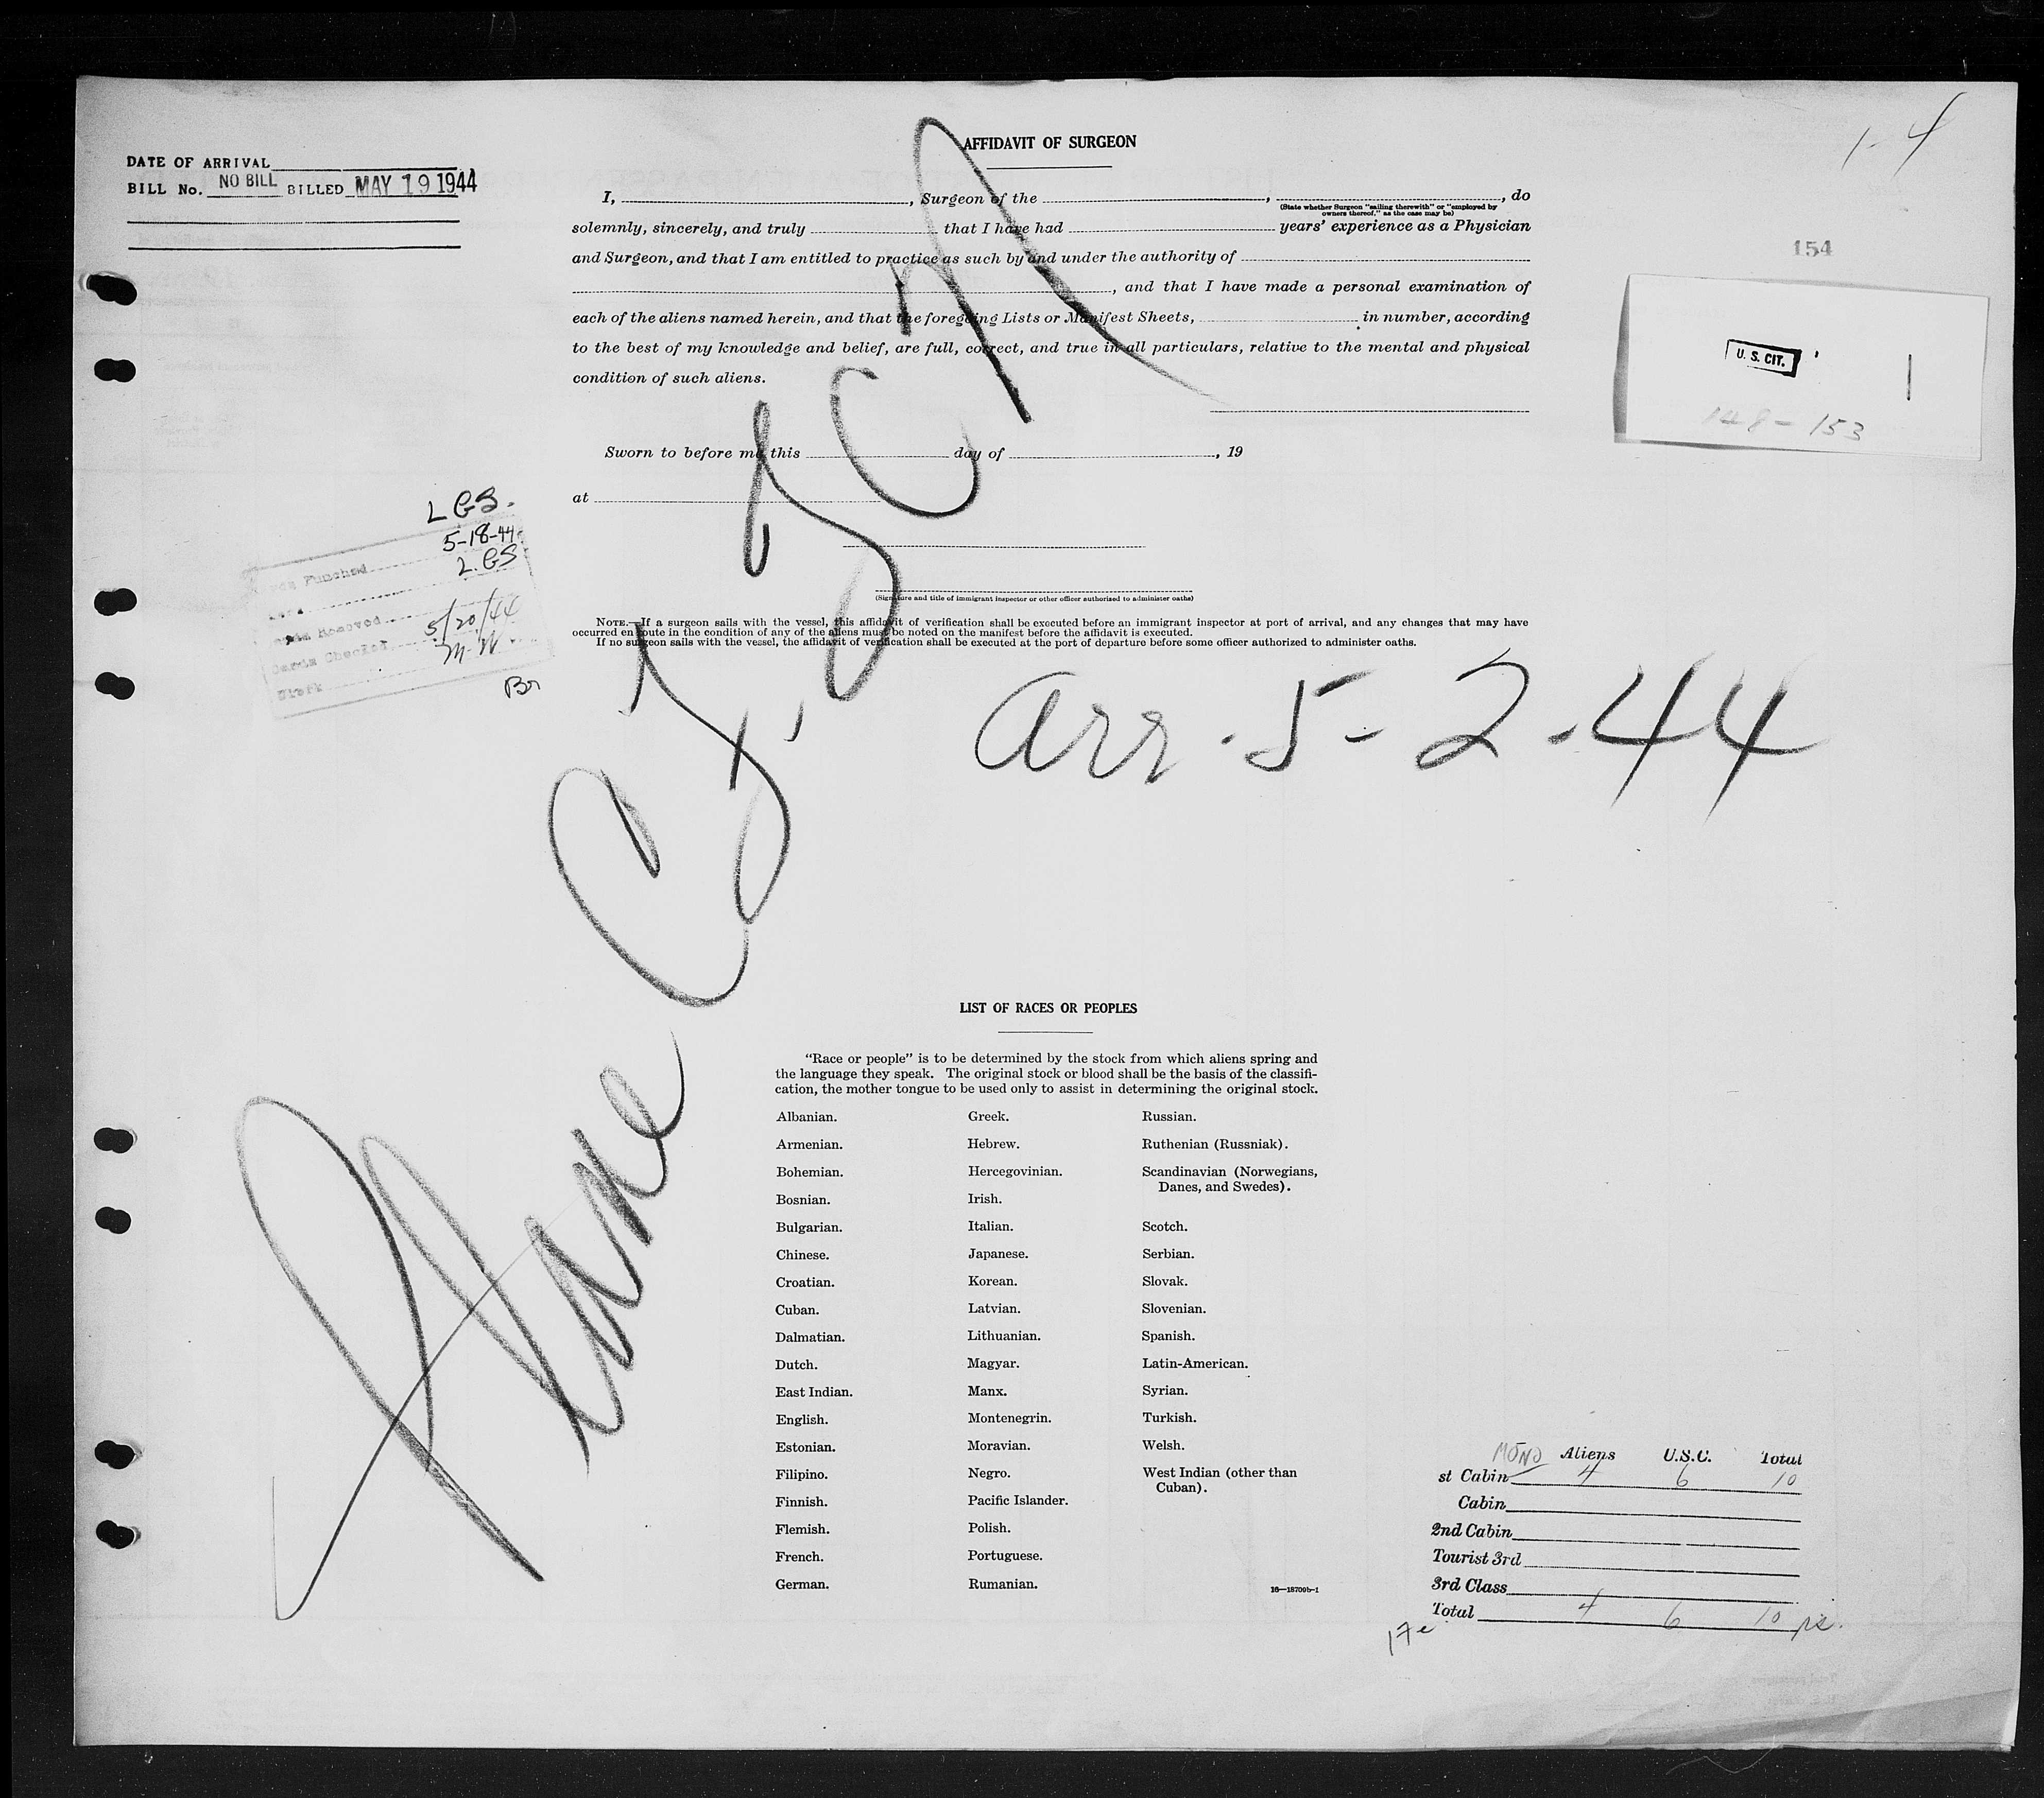 AFFIDAVIT OF SURGEON
1-4
DATE OF ARRIVAL
BILL No. NO BILL BILLED MAY 19 1944
I, , Surgeon of the , , do
(State whether Surgeon "sailing therewith" or "employed by
owners thereof," as the case may be)
solemnly, sincerely, and truly that I have had years' experience as a Physician
and Surgeon, and that I am entitled to practice as such by and under the authority of
, and that I have made a personal examination of
each of the aliens named herein, and that the foregoing Lists or Manifest Sheets, in number, according
to the best of my knowledge and belief, are full, correct, and true in all particulars, relative to the mental and physical
condition of such aliens.
154
U. S. CIT.
148-153
Sworn to before me this day of , 19
at
(Signature and title of immigrant inspector or other officer authorized to administer oaths)
NOTE.—If a surgeon sails with the vessel, this affidavit of verification shall be executed before an immigrant inspector at port of arrival, and any changes that may have
occurred en route in the condition of any of the aliens must be noted on the manifest before the affidavit is executed.
If no surgeon sails with the vessel, the affidavit of verification shall be executed at the port of departure before some officer authorized to administer oaths.
LGS.
5-18-44
Punched L.GS
Removed 5/20/44
Cards Checked M.W.
Clerk
Br
Plane
arr. 5-2-44
LIST OF RACES OR PEOPLES
"Race or people" is to be determined by the stock from which aliens spring and
the language they speak. The original stock or blood shall be the basis of the classifi-
cation, the mother tongue to be used only to assist in determining the original stock.
Albanian.
Armenian.
Bohemian.
Bosnian.
Bulgarian.
Chinese.
Croatian.
Cuban.
Dalmatian.
Dutch.
East Indian.
English.
Estonian.
Filipino.
Finnish.
Flemish.
French.
German.
Greek.
Hebrew.
Hercegovinian.
Irish.
Italian.
Japanese.
Korean.
Latvian.
Lithuanian.
Magyar.
Manx.
Montenegrin.
Moravian.
Negro.
Pacific Islander.
Polish.
Portuguese.
Rumanian.
Russian.
Ruthenian (Russniak).
Scandinavian (Norwegians,
Danes, and Swedes).
Scotch.
Serbian.
Slovak.
Slovenian.
Spanish.
Latin-American.
Syrian.
Turkish.
Welsh.
West Indian (other than
Cuban).
16—18709b-1
MONO Aliens U.S.C. Total
st Cabin 4 6 10
Cabin
2nd Cabin
Tourist 3rd
3rd Class
Total 4 6 10